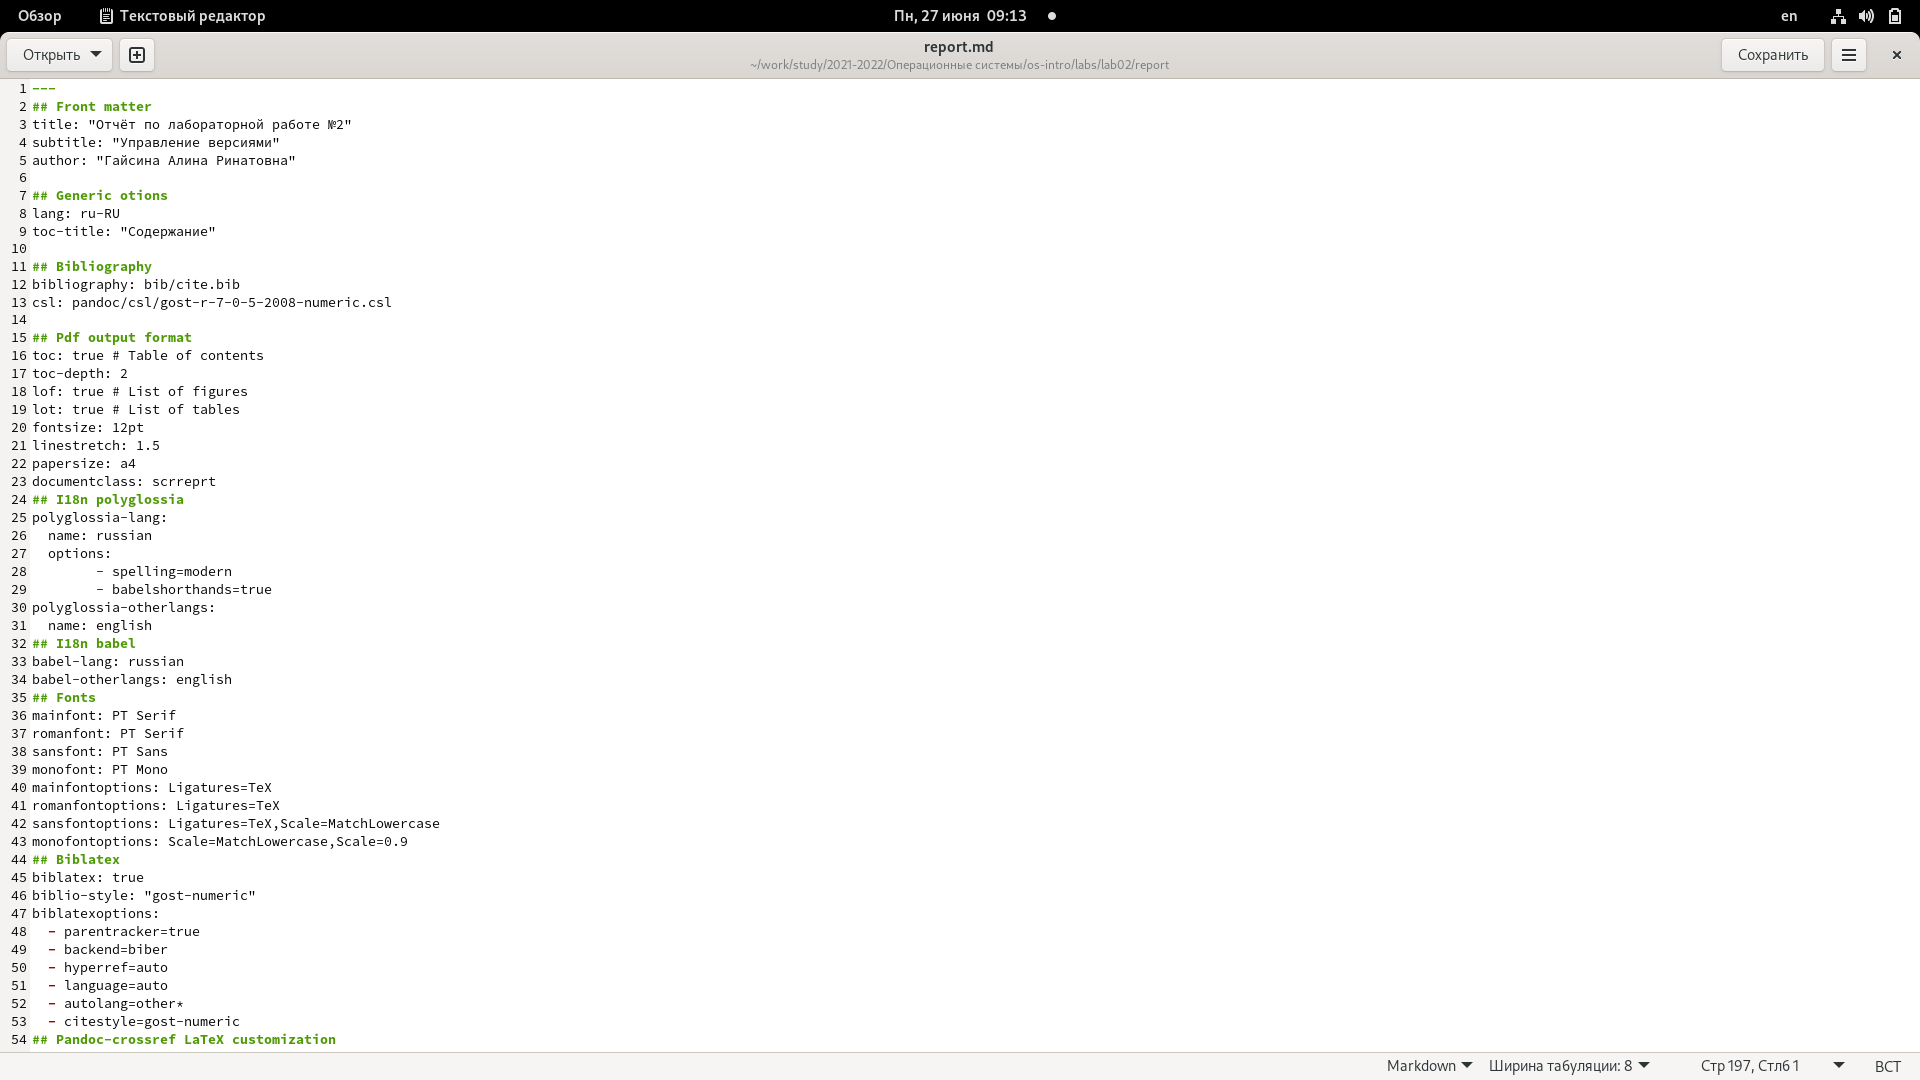 Обзор Текстовый редактор Пн, 27 июня 09:13 en
Открыть report.md Сохранить
~/work/study/2021-2022/Операционные системы/os-intro/labs/lab02/report
1 ---
2 ## Front matter
3 title: "Отчёт по лабораторной работе №2"
4 subtitle: "Управление версиями"
5 author: "Гайсина Алина Ринатовна"
6
7 ## Generic otions
8 lang: ru-RU
9 toc-title: "Содержание"
10
11 ## Bibliography
12 bibliography: bib/cite.bib
13 csl: pandoc/csl/gost-r-7-0-5-2008-numeric.csl
14
15 ## Pdf output format
16 toc: true # Table of contents
17 toc-depth: 2
18 lof: true # List of figures
19 lot: true # List of tables
20 fontsize: 12pt
21 linestretch: 1.5
22 papersize: a4
23 documentclass: scrreprt
24 ## I18n polyglossia
25 polyglossia-lang:
26   name: russian
27   options:
28         - spelling=modern
29         - babelshorthands=true
30 polyglossia-otherlangs:
31   name: english
32 ## I18n babel
33 babel-lang: russian
34 babel-otherlangs: english
35 ## Fonts
36 mainfont: PT Serif
37 romanfont: PT Serif
38 sansfont: PT Sans
39 monofont: PT Mono
40 mainfontoptions: Ligatures=TeX
41 romanfontoptions: Ligatures=TeX
42 sansfontoptions: Ligatures=TeX,Scale=MatchLowercase
43 monofontoptions: Scale=MatchLowercase,Scale=0.9
44 ## Biblatex
45 biblatex: true
46 biblio-style: "gost-numeric"
47 biblatexoptions:
48   - parentracker=true
49   - backend=biber
50   - hyperref=auto
51   - language=auto
52   - autolang=other*
53   - citestyle=gost-numeric
54 ## Pandoc-crossref LaTeX customization
Markdown Ширина табуляции: 8 Стр 197, Стлб 1 ВСТ